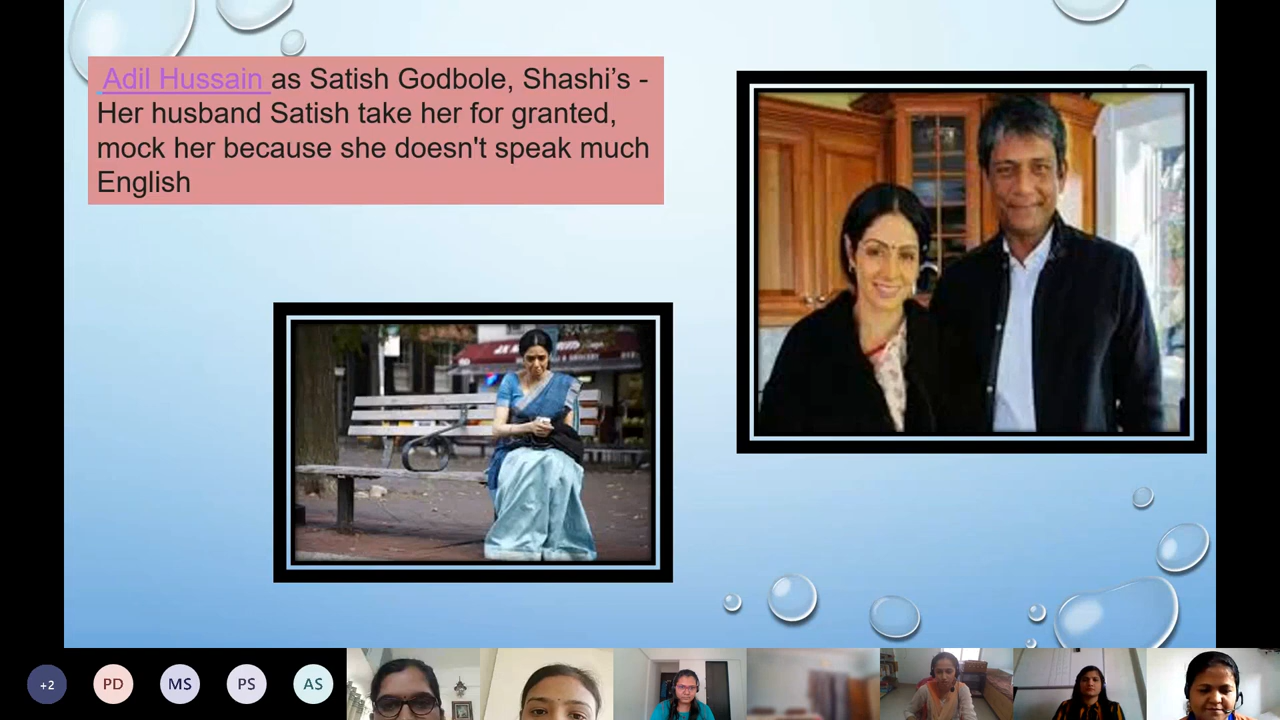 Adil Hussain as Satish Godbole, Shashi’s -
Her husband Satish take her for granted,
mock her because she doesn't speak much
English
+2
PD
MS
PS
AS